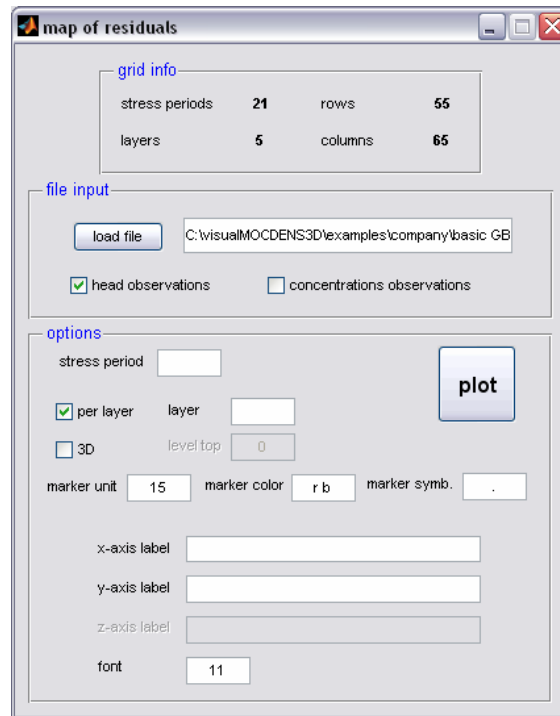 map of residuals
grid info
stress periods 21 rows 55
layers 5 columns 65
file input
load file C:\visualMOCDENS3D\examples\company\basic GB
head observations concentrations observations
options
stress period
plot
per layer layer
3D level top 0
marker unit 15 marker color r b marker symb. .
x-axis label
y-axis label
z-axis label
font 11